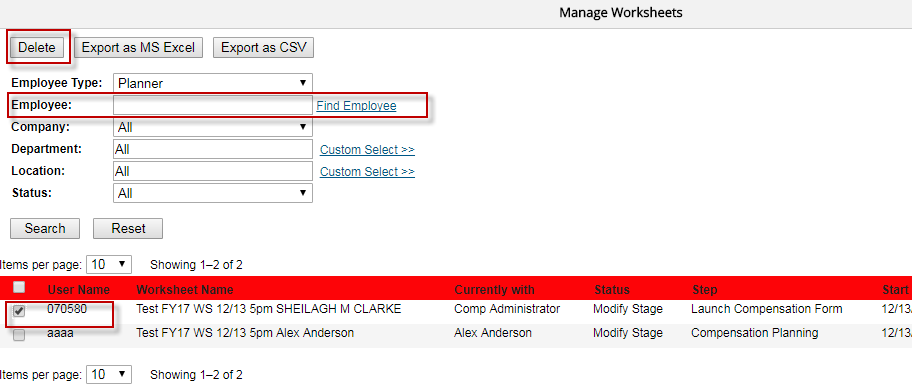 Manage Worksheets
Delete Export as MS Excel Export as CSV
Employee Type: Planner
Employee: Find Employee
Company: All
Department: All Custom Select >>
Location: All Custom Select >>
Status: All
Search Reset
Items per page: 10 Showing 1–2 of 2
User Name Worksheet Name Currently with Status Step Start
070580 Test FY17 WS 12/13 5pm SHEILAGH M CLARKE Comp Administrator Modify Stage Launch Compensation Form 12/13/
aaaa Test FY17 WS 12/13 5pm Alex Anderson Alex Anderson Modify Stage Compensation Planning 12/13/
Items per page: 10 Showing 1–2 of 2